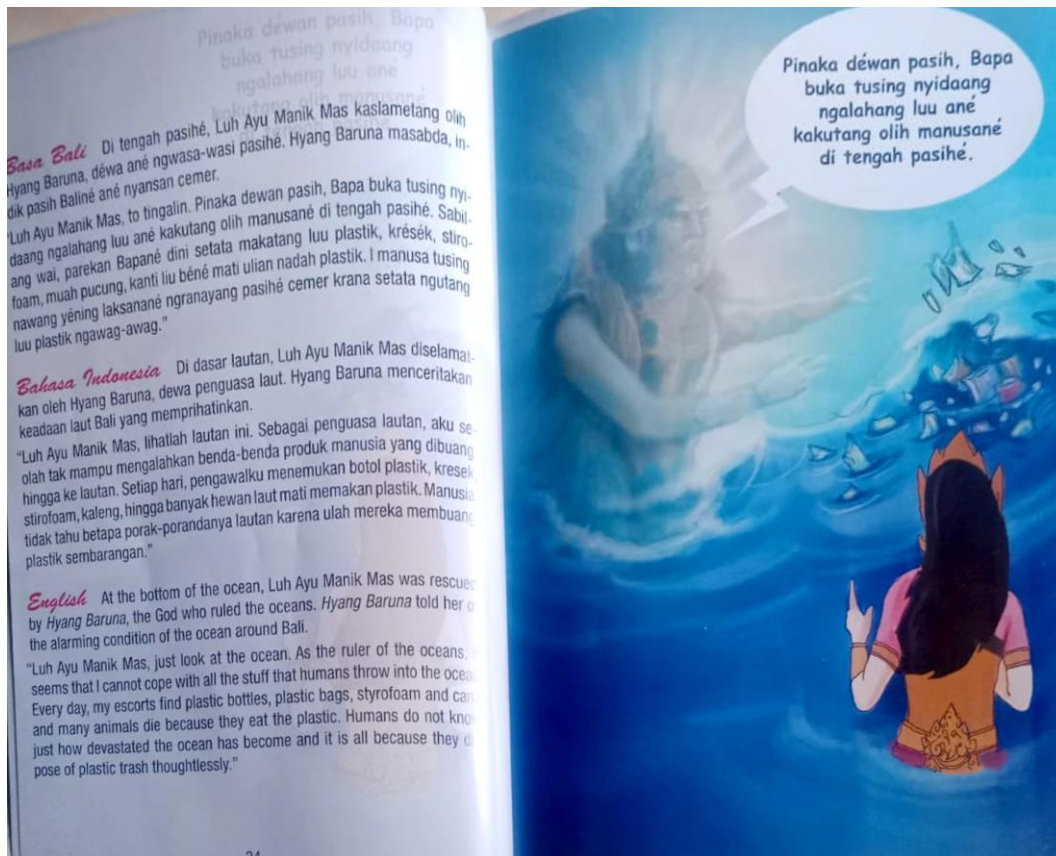 Basa Bali Di tengah pasihé, Luh Ayu Manik Mas kaslametang olih
Hyang Baruna, déwa ané ngwasa-wasi pasihé. Hyang Baruna masabda, in-
dik pasih Baliné ané nyansan cemer.
"Luh Ayu Manik Mas, to tingalin. Pinaka dewan pasih, Bapa buka tusing nyi-
daang ngalahang luu ané kakutang olih manusané di tengah pasihé. Sabil-
ang wai, parekan Bapané dini setata makatang luu plastik, krésék, stiro-
foam, muah pucung, kanti liu béné mati ulian nadah plastik. I manusa tusing
nawang yéning laksanané ngranayang pasihé cemer krana setata ngutang
luu plastik ngawag-awag."
Bahasa Indonesia Di dasar lautan, Luh Ayu Manik Mas diselamat-
kan oleh Hyang Baruna, dewa penguasa laut. Hyang Baruna menceritakan
keadaan laut Bali yang memprihatinkan.
"Luh Ayu Manik Mas, lihatlah lautan ini. Sebagai penguasa lautan, aku se-
olah tak mampu mengalahkan benda-benda produk manusia yang dibuang
hingga ke lautan. Setiap hari, pengawalku menemukan botol plastik, kresek
stirofoam, kaleng, hingga banyak hewan laut mati memakan plastik. Manusia
tidak tahu betapa porak-porandanya lautan karena ulah mereka membuang
plastik sembarangan."
English At the bottom of the ocean, Luh Ayu Manik Mas was rescued
by Hyang Baruna, the God who ruled the oceans. Hyang Baruna told her
the alarming condition of the ocean around Bali.
"Luh Ayu Manik Mas, just look at the ocean. As the ruler of the oceans,
seems that I cannot cope with all the stuff that humans throw into the
Every day, my escorts find plastic bottles, plastic bags, styrofoam and
and many animals die because they eat the plastic. Humans do not
just how devastated the ocean has become and it is all because they
pose of plastic trash thoughtlessly."
Pinaka déwan pasih, Bapa
buka tusing nyidaang
ngalahang luu ané
kakutang olih manusané
di tengah pasihé.